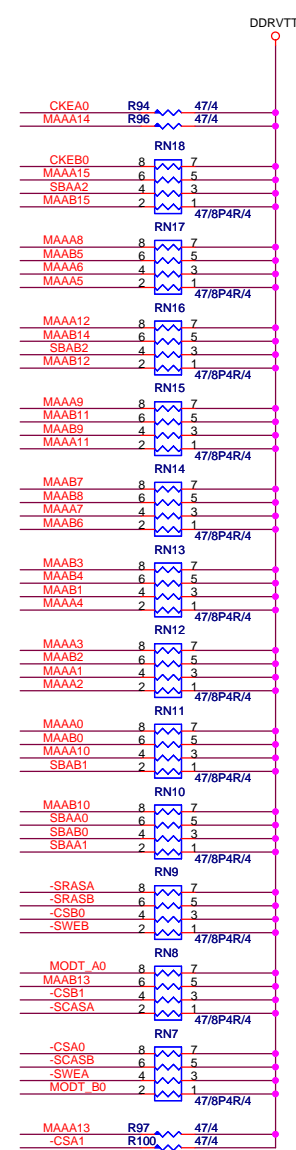 DDRVTT
CKEA0 R94 47/4
MAAA14 R96 47/4
RN18
CKEB0 8 7
MAAA15 6 5
SBAA2 4 3
MAAB15 2 1
47/8P4R/4
RN17
MAAA8 8 7
MAAB5 6 5
MAAA6 4 3
MAAA5 2 1
47/8P4R/4
RN16
MAAA12 8 7
MAAB14 6 5
SBAB2 4 3
MAAB12 2 1
47/8P4R/4
RN15
MAAA9 8 7
MAAB11 6 5
MAAB9 4 3
MAAA11 2 1
47/8P4R/4
RN14
MAAB7 8 7
MAAB8 6 5
MAAA7 4 3
MAAB6 2 1
47/8P4R/4
RN13
MAAB3 8 7
MAAB4 6 5
MAAB1 4 3
MAAA4 2 1
47/8P4R/4
RN12
MAAA3 8 7
MAAB2 6 5
MAAA1 4 3
MAAA2 2 1
47/8P4R/4
RN11
MAAA0 8 7
MAAB0 6 5
MAAA10 4 3
SBAB1 2 1
47/8P4R/4
RN10
MAAB10 8 7
SBAA0 6 5
SBAB0 4 3
SBAA1 2 1
47/8P4R/4
RN9
-SRASA 8 7
-SRASB 6 5
-CSB0 4 3
-SWEB 2 1
47/8P4R/4
RN8
MODT_A0 8 7
MAAB13 6 5
-CSB1 4 3
-SCASA 2 1
47/8P4R/4
RN7
-CSA0 8 7
-SCASB 6 5
-SWEA 4 3
MODT_B0 2 1
47/8P4R/4
MAAA13 R97 47/4
-CSA1 R100 47/4